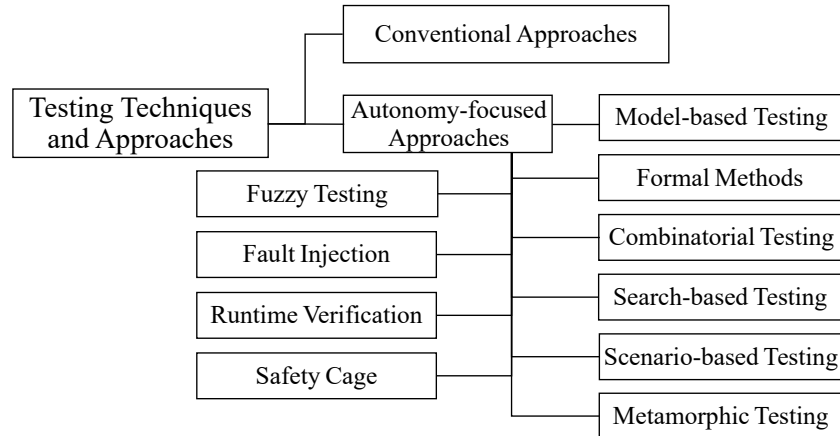 Conventional Approaches
Testing Techniques
and Approaches
Autonomy-focused
Approaches
Model-based Testing
Formal Methods
Fuzzy Testing
Combinatorial Testing
Fault Injection
Search-based Testing
Runtime Verification
Scenario-based Testing
Safety Cage
Metamorphic Testing